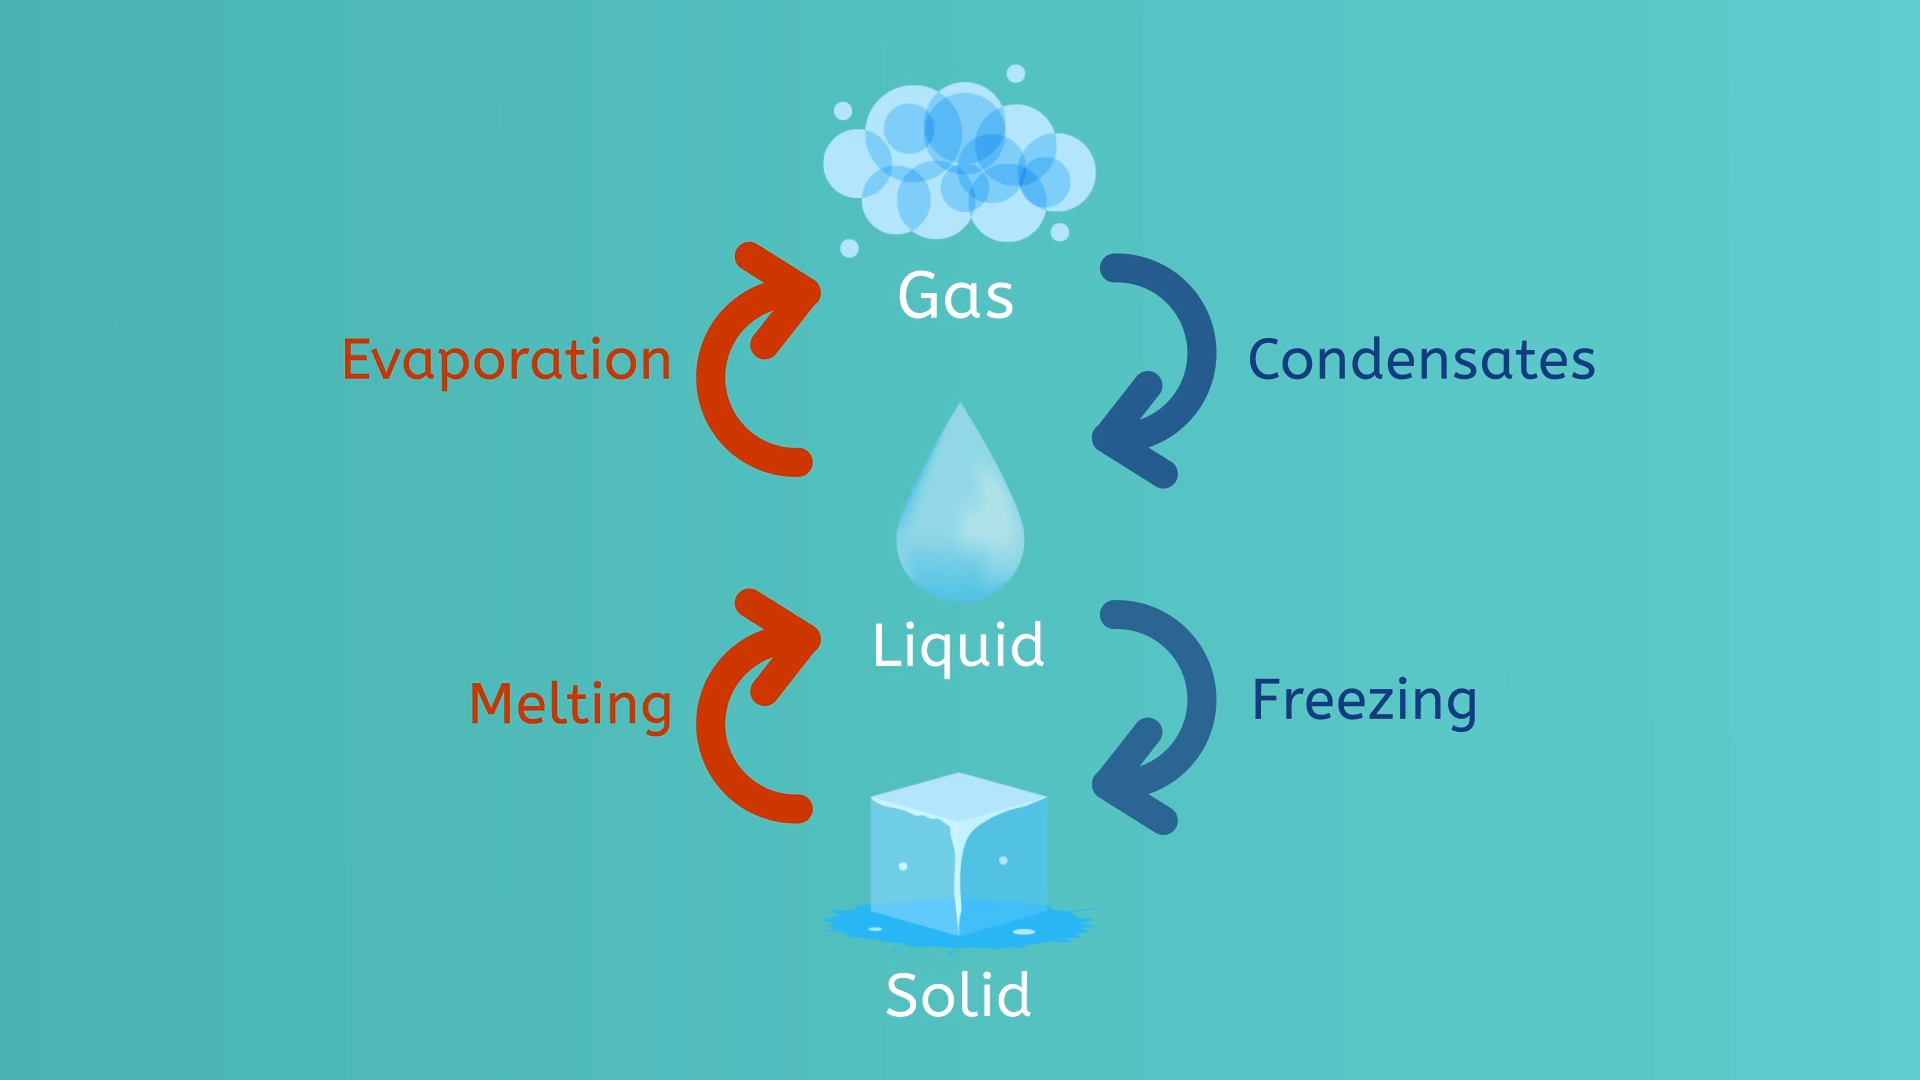 Gas
Evaporation
Condensates
Liquid
Melting
Freezing
Solid